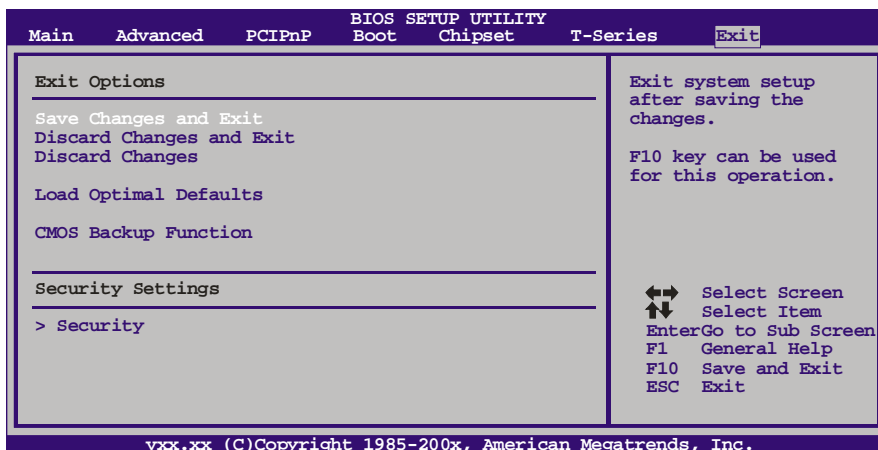 BIOS SETUP UTILITY
Main Advanced PCIPnP Boot Chipset T-Series Exit
Exit Options
Save Changes and Exit
Discard Changes and Exit
Discard Changes
Load Optimal Defaults
CMOS Backup Function
Security Settings
> Security
Exit system setup
after saving the
changes.
F10 key can be used
for this operation.
Select Screen
Select Item
EnterGo to Sub Screen
F1 General Help
F10 Save and Exit
ESC Exit
vxx.xx (C)Copyright 1985-200x, American Megatrends, Inc.